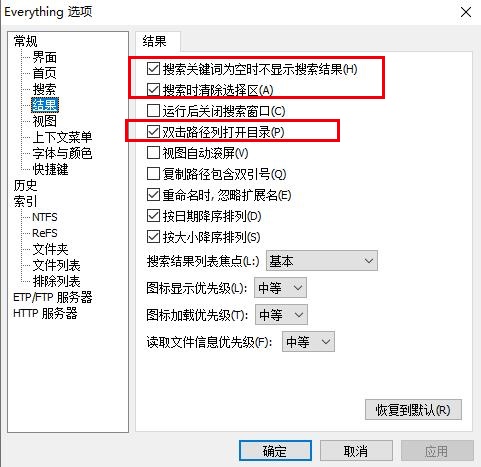 Everything 选项
常规
界面
首页
搜索
结果
视图
上下文菜单
字体与颜色
快捷键
历史
索引
NTFS
ReFS
文件夹
文件列表
排除列表
ETP/FTP 服务器
HTTP 服务器
结果
搜索关键词为空时不显示搜索结果(H)
搜索时清除选择区(A)
运行后关闭搜索窗口(C)
双击路径列打开目录(P)
视图自动滚屏(V)
复制路径包含双引号(Q)
重命名时, 忽略扩展名(E)
按日期降序排列(D)
按大小降序排列(S)
搜索结果列表焦点(L): 基本
图标显示优先级(L): 中等
图标加载优先级(T): 中等
读取文件信息优先级(F): 中等
恢复到默认(R)
确定 取消 应用